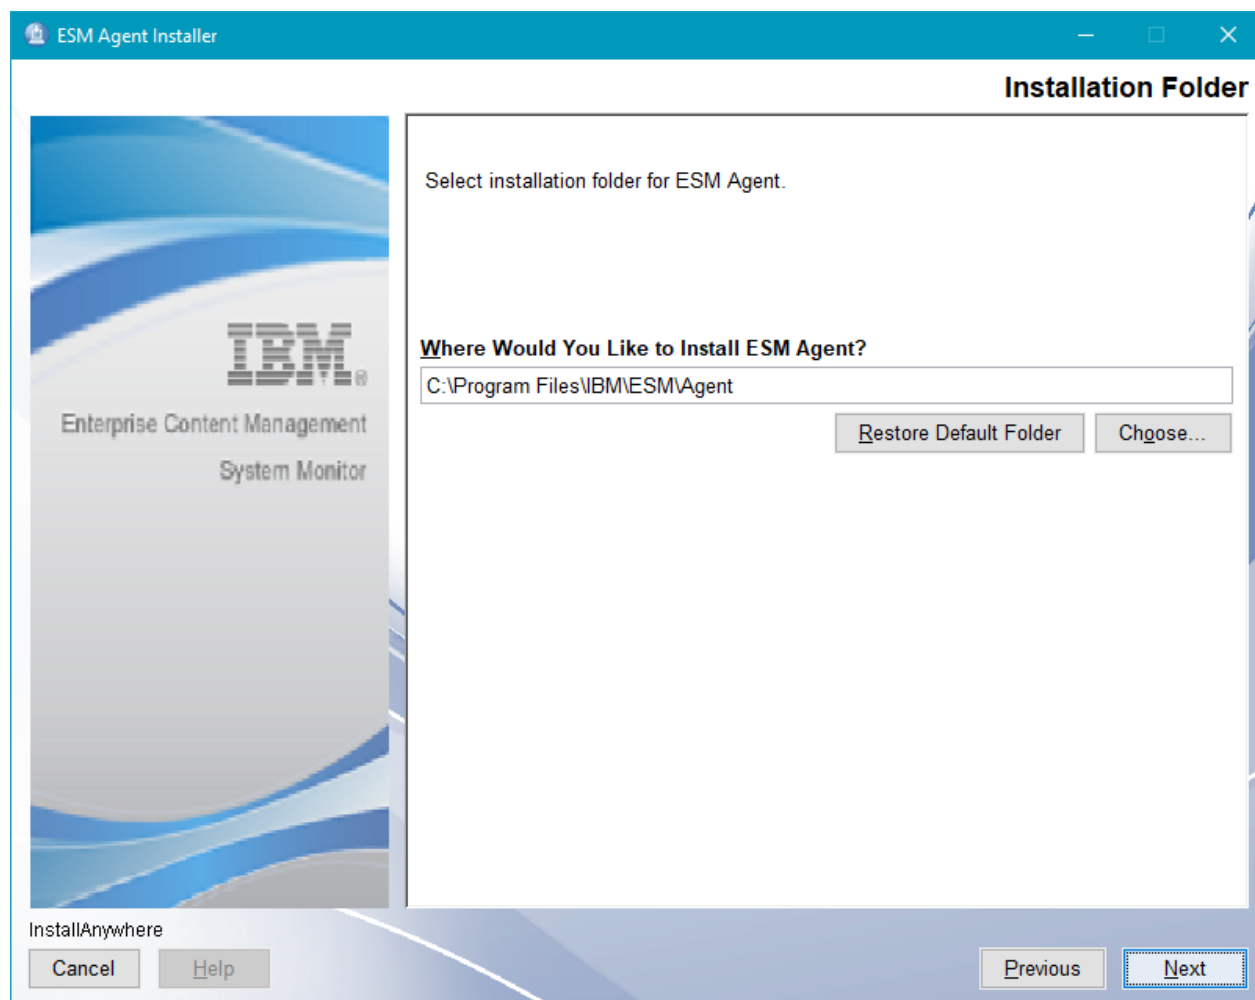 ESM Agent Installer
Installation Folder
IBM®
Enterprise Content Management
System Monitor
Select installation folder for ESM Agent.
Where Would You Like to Install ESM Agent?
C:\Program Files\IBM\ESM\Agent
Restore Default Folder
Choose...
InstallAnywhere
Cancel
Help
Previous
Next